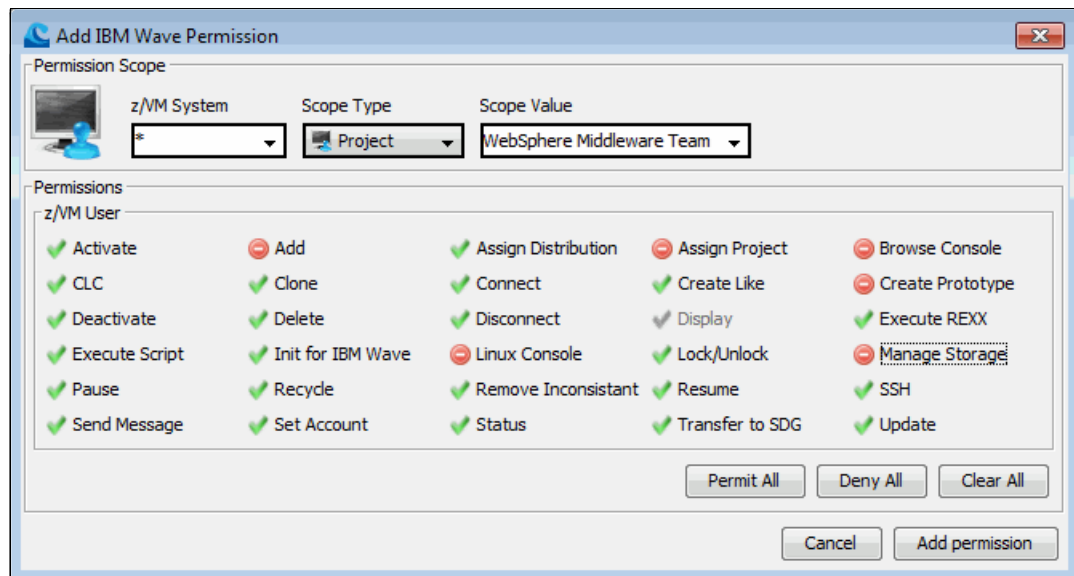 Add IBM Wave Permission
Permission Scope
z/VM System Scope Type Scope Value
* Project WebSphere Middleware Team
Permissions
z/VM User
Activate Add Assign Distribution Assign Project Browse Console
CLC Clone Connect Create Like Create Prototype
Deactivate Delete Disconnect Display Execute REXX
Execute Script Init for IBM Wave Linux Console Lock/Unlock Manage Storage
Pause Recycle Remove Inconsistant Resume SSH
Send Message Set Account Status Transfer to SDG Update
Permit All Deny All Clear All
Cancel Add permission